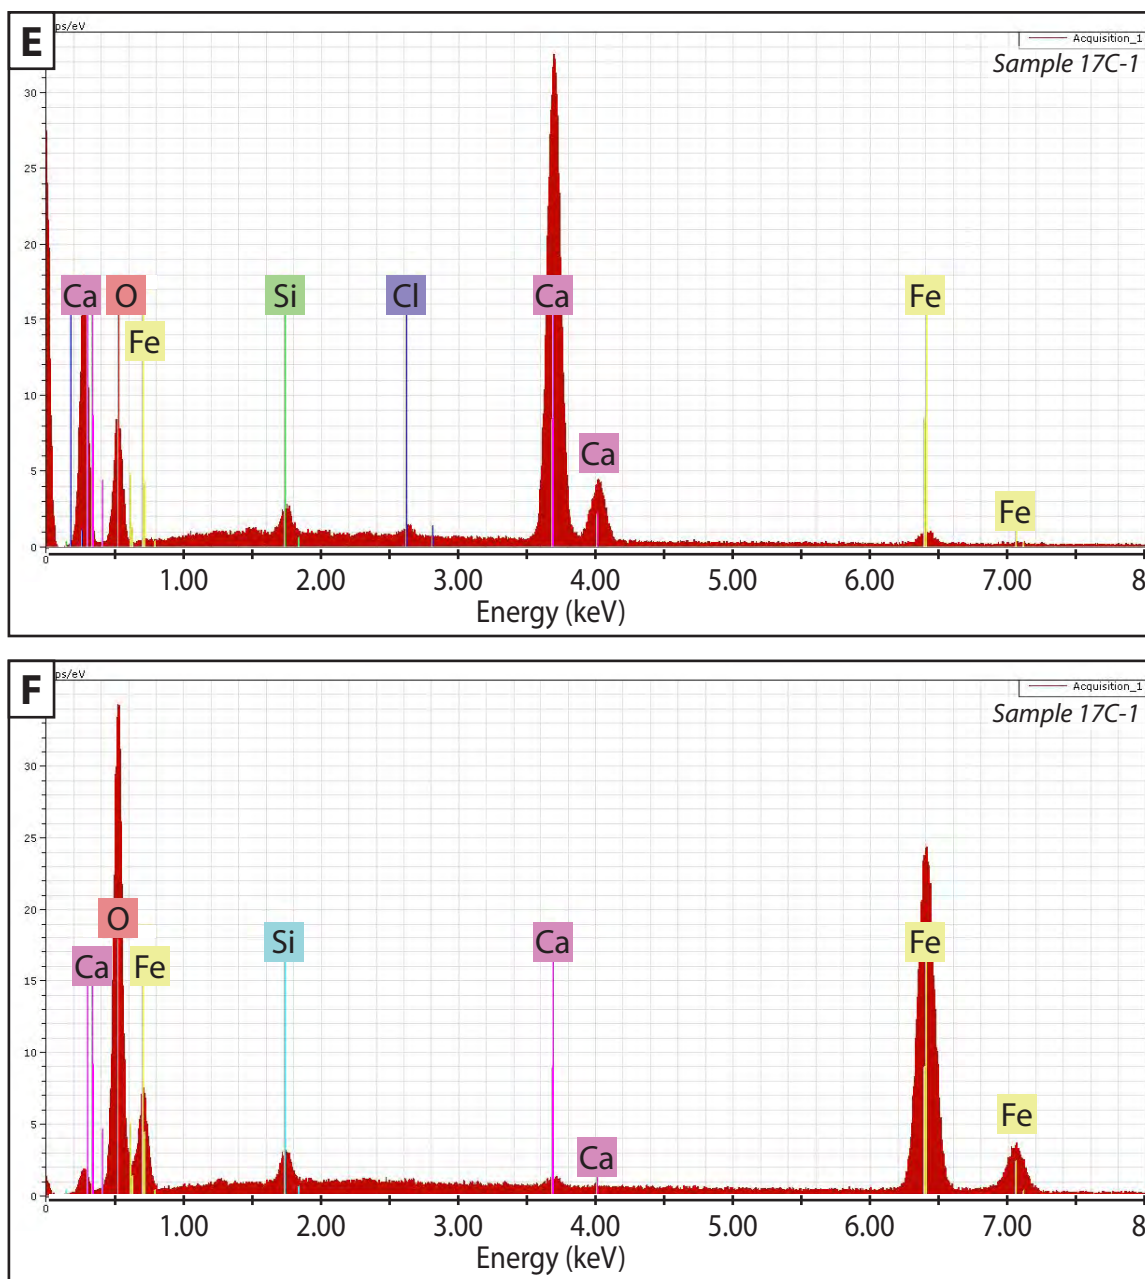 E
ps/eV
Acquisition_1
Sample 17C-1
30
25
20
Ca O Si Cl Ca Fe
15
Fe
10
Ca
5
Fe
0
0
1.00 2.00 3.00 4.00 5.00 6.00 7.00 8
Energy (keV)
F
ps/eV
Acquisition_1
Sample 17C-1
30
25
20
O
Ca Fe Si Ca Fe
15
10
5
Fe
Ca
0
0
1.00 2.00 3.00 4.00 5.00 6.00 7.00 8
Energy (keV)